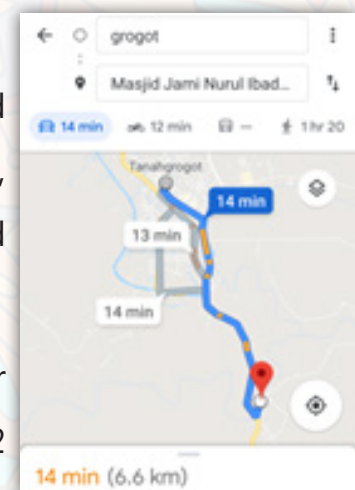 grogot
Masjid Jami Nurul Ibad...
14 min
12 min
--
1 hr 20
Tanahgrogot
14 min
13 min
14 min
14 min (6.6 km)
d
,
d
r
2